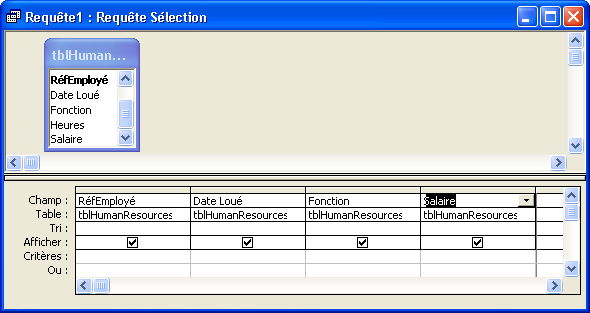 Requête1 : Requête Sélection
tblHuman...
RéfEmployé
Date Loué
Fonction
Heures
Salaire
Champ : RéfEmployé Date Loué Fonction Salaire
Table : tblHumanResources tblHumanResources tblHumanResources tblHumanResources
Tri :
Afficher :
Critères :
Ou :